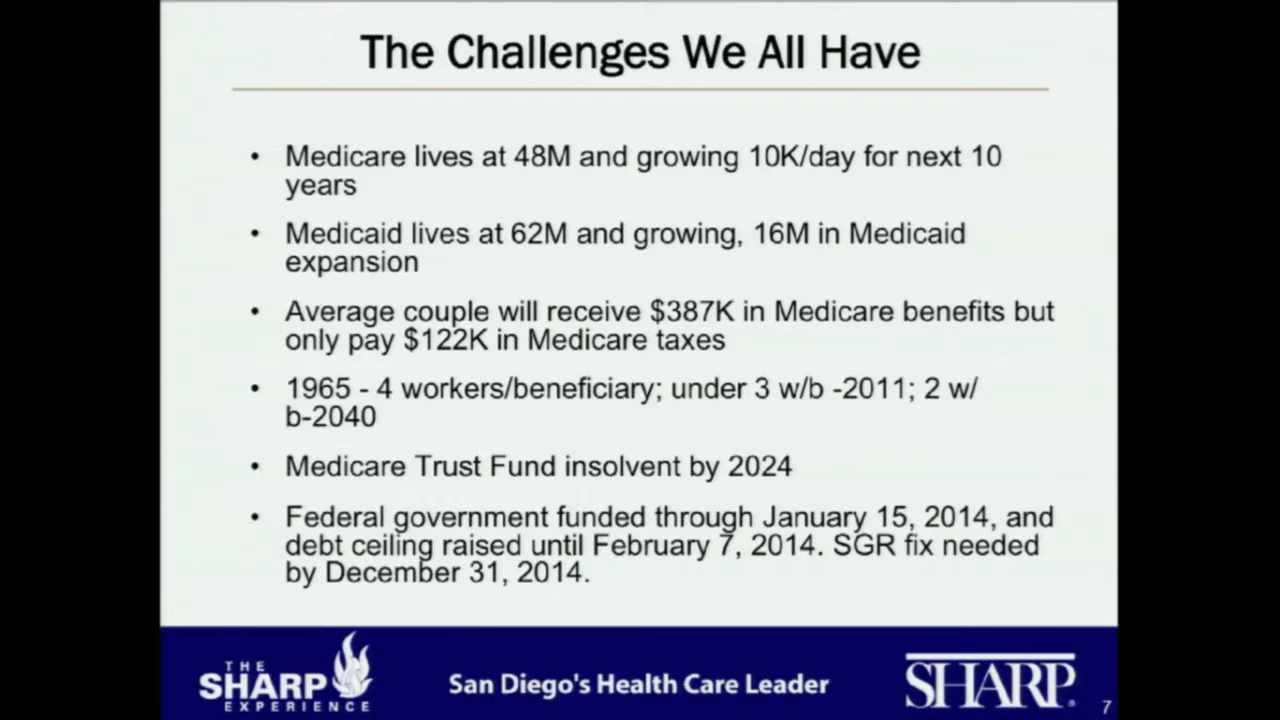 The Challenges We All Have
• Medicare lives at 48M and growing 10K/day for next 10
years
• Medicaid lives at 62M and growing, 16M in Medicaid
expansion
• Average couple will receive $387K in Medicare benefits but
only pay $122K in Medicare taxes
• 1965 - 4 workers/beneficiary; under 3 w/b -2011; 2 w/
b-2040
• Medicare Trust Fund insolvent by 2024
• Federal government funded through January 15, 2014, and
debt ceiling raised until February 7, 2014. SGR fix needed
by December 31, 2014.
THE
SHARP
EXPERIENCE
San Diego's Health Care Leader
SHARP®
7